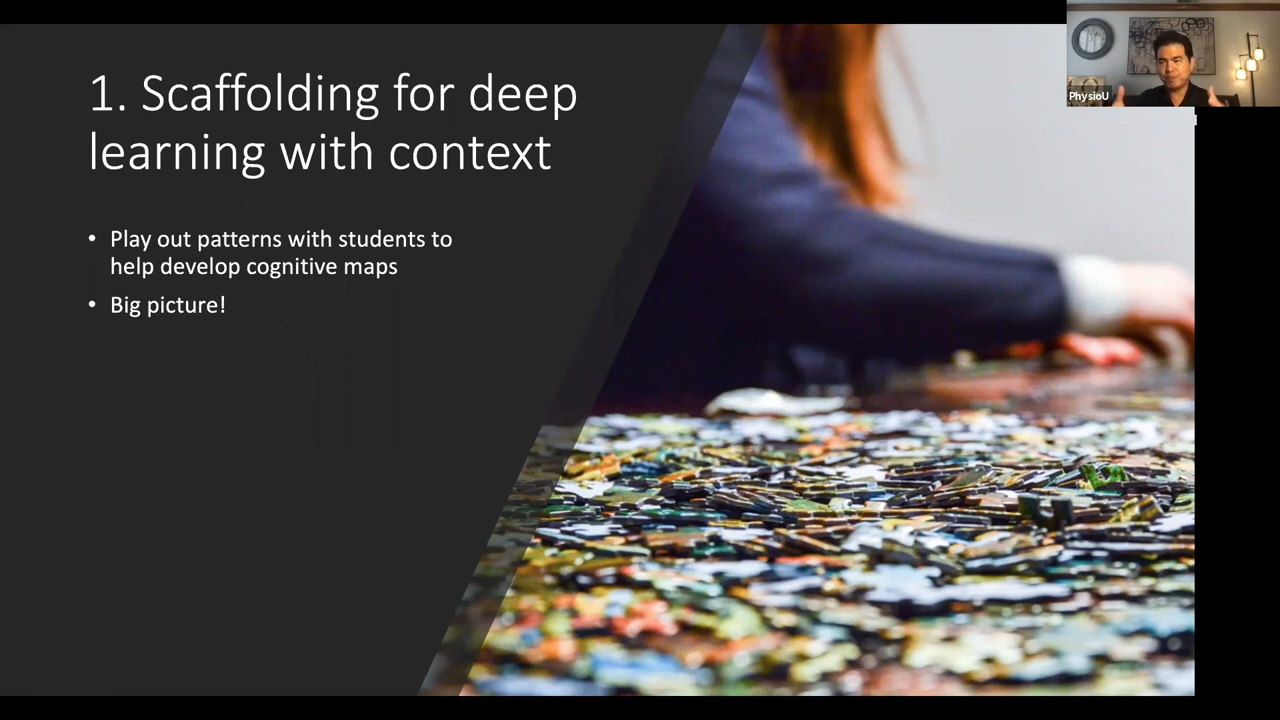 1. Scaffolding for deep
learning with context
• Play out patterns with students to
help develop cognitive maps
• Big picture!
PhysioU